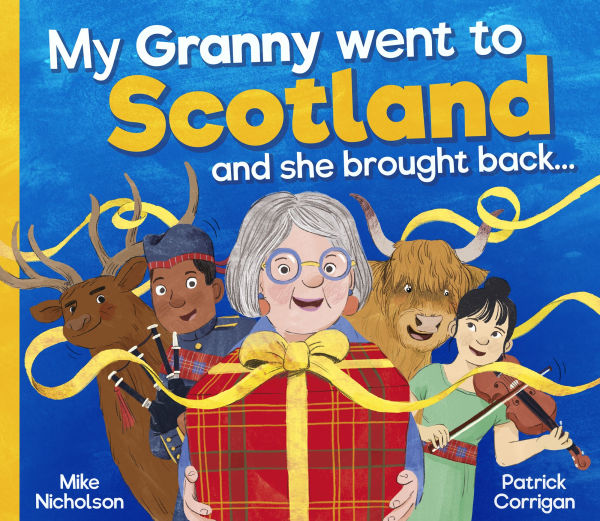 My Granny went to
Scotland
and she brought back...
Mike
Nicholson
Patrick
Corrigan